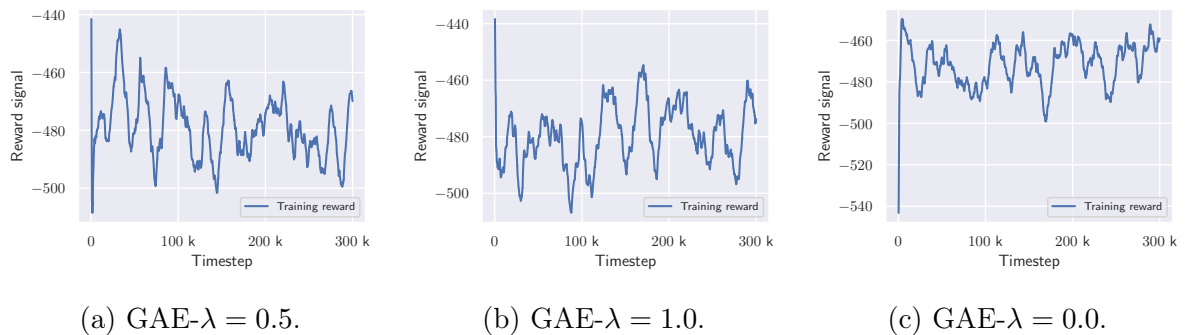 −440
−460
−480
−500
Reward signal
0
100 k
200 k
300 k
Timestep
Training reward
(a) GAE-λ = 0.5.
−440
−460
−480
−500
Reward signal
0
100 k
200 k
300 k
Timestep
Training reward
(b) GAE-λ = 1.0.
−460
−480
−500
−520
−540
Reward signal
0
100 k
200 k
300 k
Timestep
Training reward
(c) GAE-λ = 0.0.